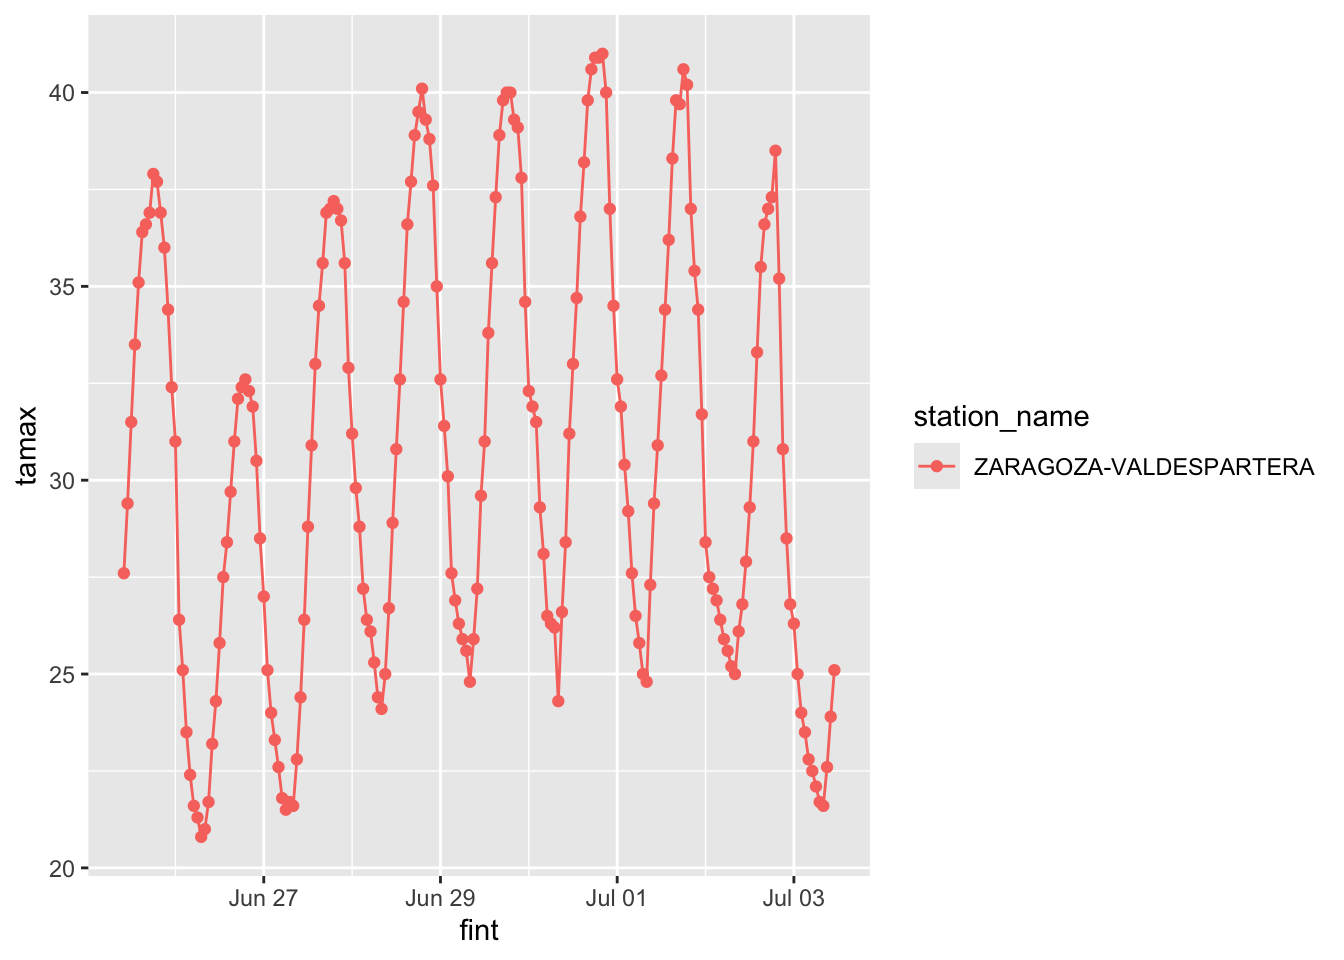 40
35
30
25
20
tamax
Jun 27
Jun 29
Jul 01
Jul 03
fint
station_name
ZARAGOZA-VALDESPARTERA